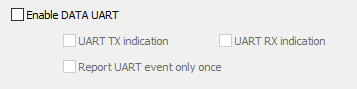 Enable DATA UART
UART TX indication UART RX indication
Report UART event only once